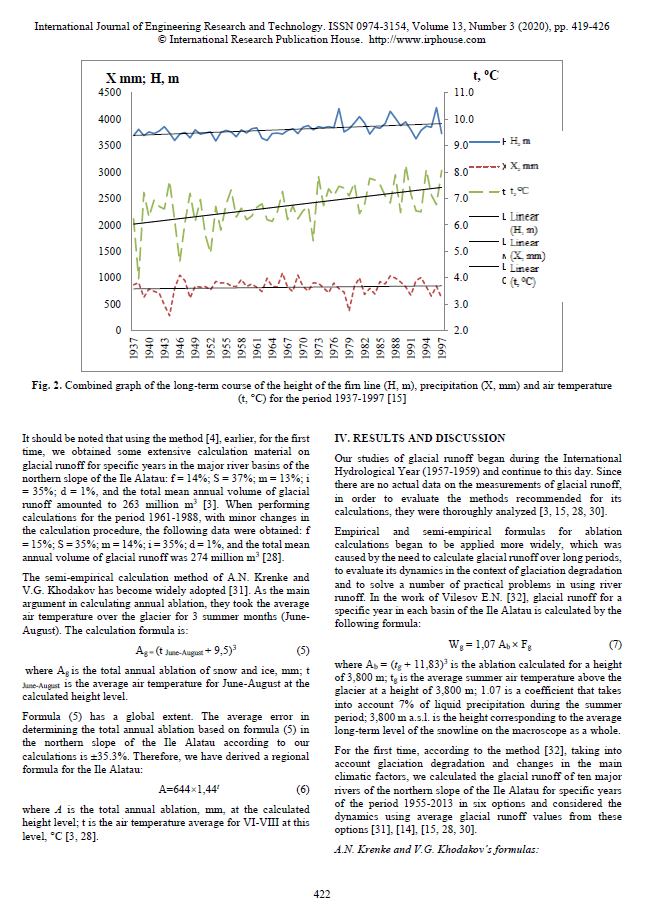 International Journal of Engineering Research and Technology. ISSN 0974-3154, Volume 13, Number 3 (2020), pp. 419-426
© International Research Publication House. http://www.irphouse.com
X mm; H, m
t, °C
4500
4000
3500
3000
2500
2000
1500
1000
500
0
11.0
10.0
9.0
8.0
7.0
6.0
5.0
4.0
3.0
2.0
1937
1940
1943
1946
1949
1952
1955
1958
1961
1964
1967
1970
1973
1976
1979
1982
1985
1988
1991
1994
1997
H, m
X, mm
t, °C
Linear
(H, m)
Linear
(X, mm)
Linear
(t, °C)
Fig. 2. Combined graph of the long-term course of the height of the firn line (H, m), precipitation (X, mm) and air temperature
(t, °C) for the period 1937-1997 [15]
It should be noted that using the method [4], earlier, for the first
time, we obtained some extensive calculation material on
glacial runoff for specific years in the major river basins of the
northern slope of the Ile Alatau: f = 14%; S = 37%; m = 13%; i
= 35%; d = 1%, and the total mean annual volume of glacial
runoff amounted to 263 million m³ [3]. When performing
calculations for the period 1961-1988, with minor changes in
the calculation procedure, the following data were obtained: f
= 15%; S = 35%; m = 14%; i = 35%; d = 1%, and the total mean
annual volume of glacial runoff was 274 million m³ [28].
The semi-empirical calculation method of A.N. Krenke and
V.G. Khodakov has become widely adopted [31]. As the main
argument in calculating annual ablation, they took the average
air temperature over the glacier for 3 summer months (June-
August). The calculation formula is:
Ag = (t June-August + 9,5)³ (5)
where Ag is the total annual ablation of snow and ice, mm; t
June-August is the average air temperature for June-August at the
calculated height level.
Formula (5) has a global extent. The average error in
determining the total annual ablation based on formula (5) in
the northern slope of the Ile Alatau according to our
calculations is ±35.3%. Therefore, we have derived a regional
formula for the Ile Alatau:
A=644×1,44ᵗ (6)
where A is the total annual ablation, mm, at the calculated
height level; t is the air temperature average for VI-VIII at this
level, °C [3, 28].
IV. RESULTS AND DISCUSSION
Our studies of glacial runoff began during the International
Hydrological Year (1957-1959) and continue to this day. Since
there are no actual data on the measurements of glacial runoff,
in order to evaluate the methods recommended for its
calculations, they were thoroughly analyzed [3, 15, 28, 30].
Empirical and semi-empirical formulas for ablation
calculations began to be applied more widely, which was
caused by the need to calculate glacial runoff over long periods,
to evaluate its dynamics in the context of glaciation degradation
and to solve a number of practical problems in using river
runoff. In the work of Vilesov E.N. [32], glacial runoff for a
specific year in each basin of the Ile Alatau is calculated by the
following formula:
Wg = 1,07 Ab × Fg (7)
where Ab = (tg + 11,83)³ is the ablation calculated for a height
of 3,800 m; tg is the average summer air temperature above the
glacier at a height of 3,800 m; 1.07 is a coefficient that takes
into account 7% of liquid precipitation during the summer
period; 3,800 m a.s.l. is the height corresponding to the average
long-term level of the snowline on the macroscope as a whole.
For the first time, according to the method [32], taking into
account glaciation degradation and changes in the main
climatic factors, we calculated the glacial runoff of ten major
rivers of the northern slope of the Ile Alatau for specific years
of the period 1955-2013 in six options and considered the
dynamics using average glacial runoff values from these
options [31], [14], [15, 28, 30].
A.N. Krenke and V.G. Khodakov's formulas:
422